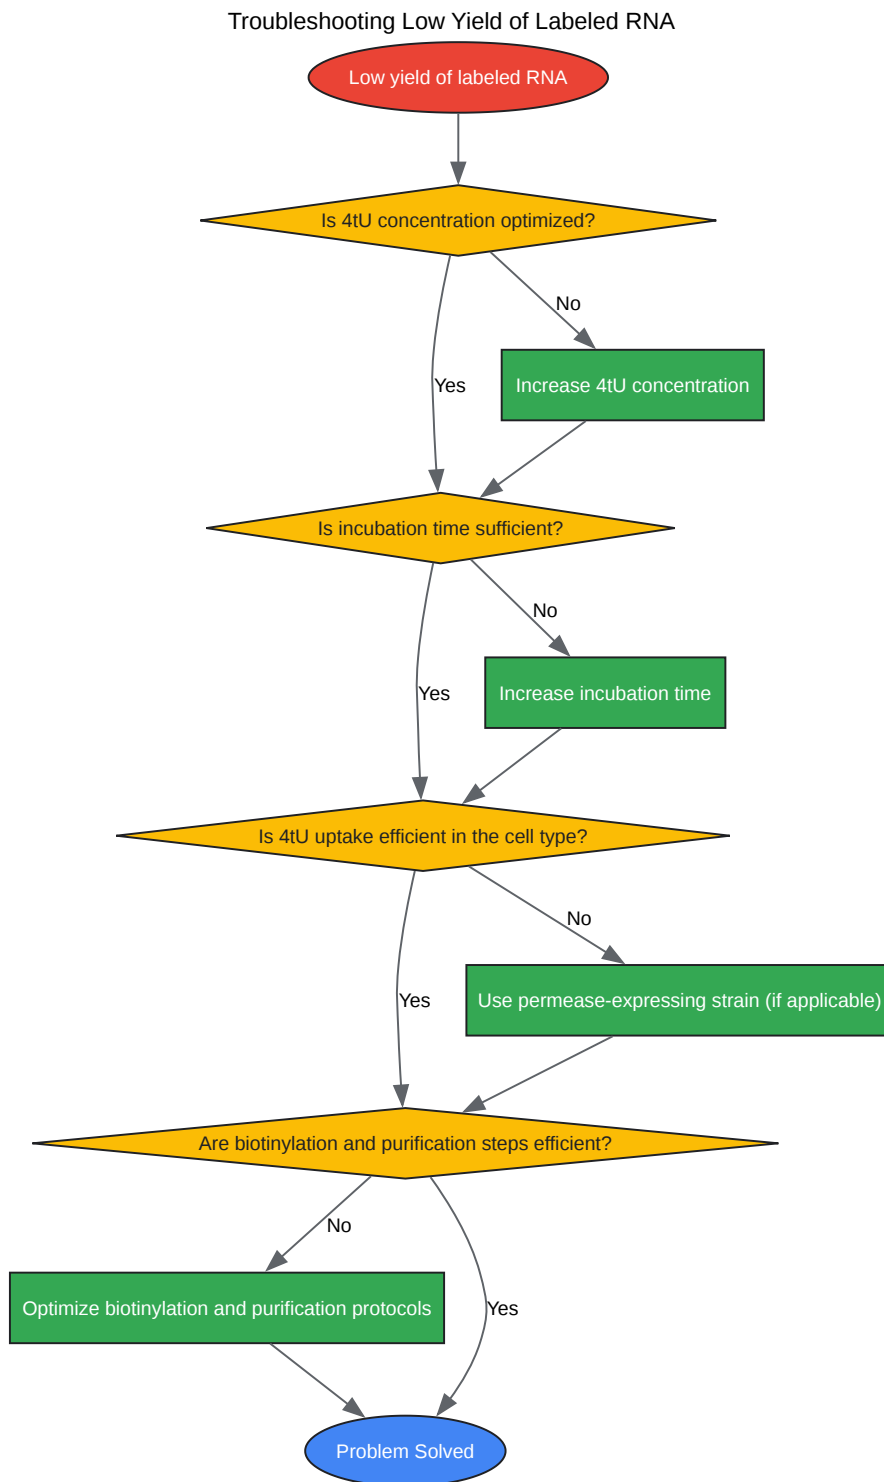 Troubleshooting Low Yield of Labeled RNA
Low yield of labeled RNA
Is 4tU concentration optimized?
No
Yes
Increase 4tU concentration
Is incubation time sufficient?
No
Yes
Increase incubation time
Is 4tU uptake efficient in the cell type?
No
Yes
Use permease-expressing strain (if applicable)
Are biotinylation and purification steps efficient?
No
Yes
Optimize biotinylation and purification protocols
Problem Solved